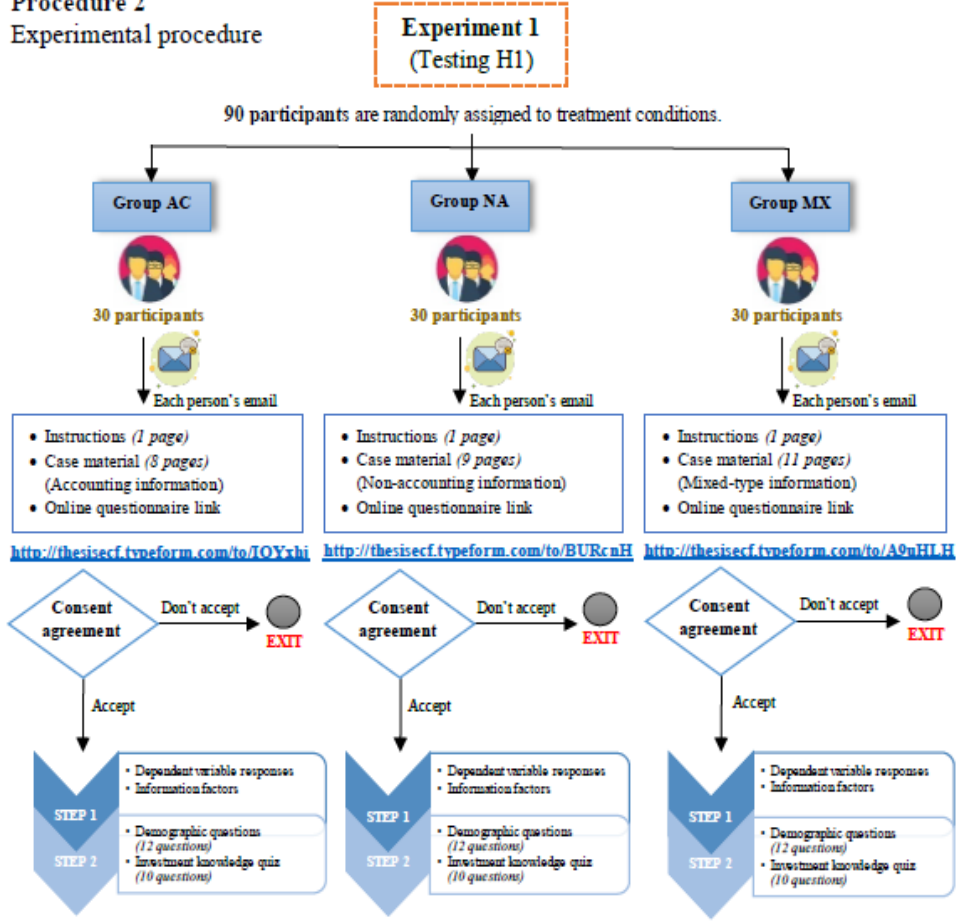 Procedure 2
Experimental procedure
Experiment 1
(Testing H1)
90 participants are randomly assigned to treatment conditions.
Group AC
30 participants
Each person's email
• Instructions (1 page)
• Case material (8 pages)
(Accounting information)
• Online questionnaire link
http://thesisecf.typeform.com/to/IQYxhi
Consent
agreement
Don't accept
EXIT
Accept
STEP 1
• Dependent variable responses
• Information factors
STEP 2
• Demographic questions
(12 questions)
• Investment knowledge quiz
(10 questions)
Group NA
30 participants
Each person's email
• Instructions (1 page)
• Case material (9 pages)
(Non-accounting information)
• Online questionnaire link
http://thesisecf.typeform.com/to/BURcnH
Consent
agreement
Don't accept
EXIT
Accept
STEP 1
• Dependent variable responses
• Information factors
STEP 2
• Demographic questions
(12 questions)
• Investment knowledge quiz
(10 questions)
Group MX
30 participants
Each person's email
• Instructions (1 page)
• Case material (11 pages)
(Mixed-type information)
• Online questionnaire link
http://thesisecf.typeform.com/to/A9uHLH
Consent
agreement
Don't accept
EXIT
Accept
STEP 1
• Dependent variable responses
• Information factors
STEP 2
• Demographic questions
(12 questions)
• Investment knowledge quiz
(10 questions)